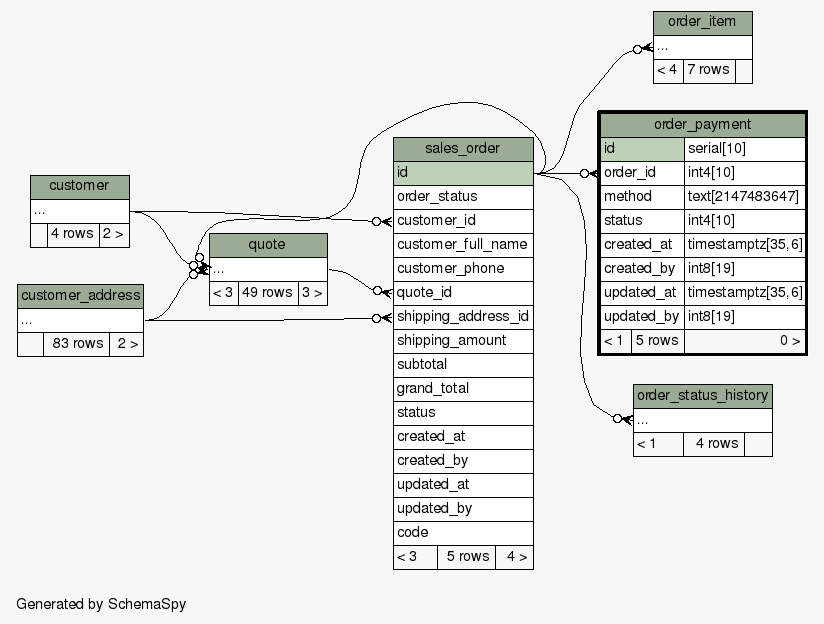 order_item
...
< 4 7 rows
order_payment
id serial[10]
order_id int4[10]
method text[2147483647]
status int4[10]
created_at timestamptz[35,6]
created_by int8[19]
updated_at timestamptz[35,6]
updated_by int8[19]
< 1 5 rows 0 >
sales_order
id
order_status
customer_id
customer_full_name
customer_phone
quote_id
shipping_address_id
shipping_amount
subtotal
grand_total
status
created_at
created_by
updated_at
updated_by
code
< 3 5 rows 4 >
customer
...
4 rows 2 >
quote
...
< 3 49 rows 3 >
customer_address
...
83 rows 2 >
order_status_history
...
< 1 4 rows
Generated by SchemaSpy